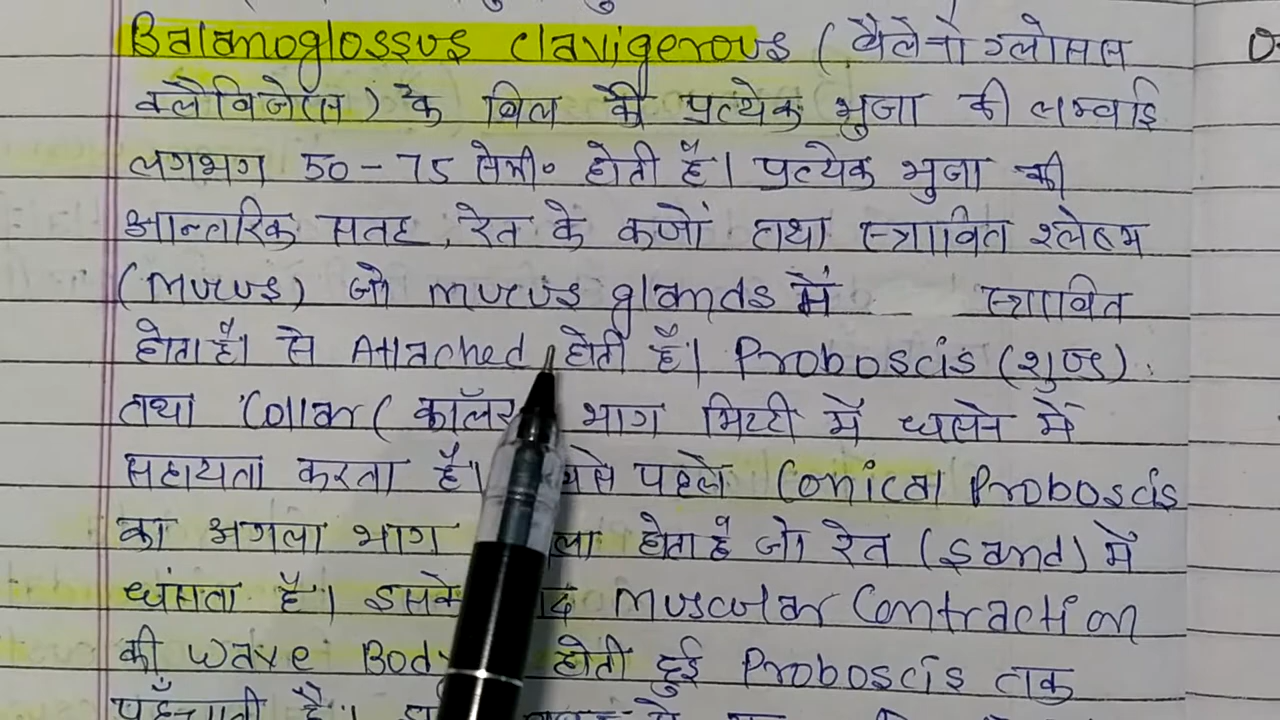 Balanoglossus clavigerous (बैलेनोग्लोसस
क्लैविजेरस) के बिल की प्रत्येक भुजा की लम्बाई
लगभग 50-75 सेमी० होती है। प्रत्येक भुजा की
आन्तरिक सतह, रेत के कणों तथा स्त्रावित श्लेष्म
(Mucus) जो mucus glands में स्त्रावित
होता है। से Attached होती है। Proboscis (शुण्ड)
तथा Collar (कॉलर भाग मिट्टी में धसने में
सहायता करता है। पहले Conical Proboscis
का अगला भाग होता है जो रेत (Sand) में
धंसता है। इसके Muscular Contraction
की wave Body होती हुई Proboscis तक
पहुँचाती है।